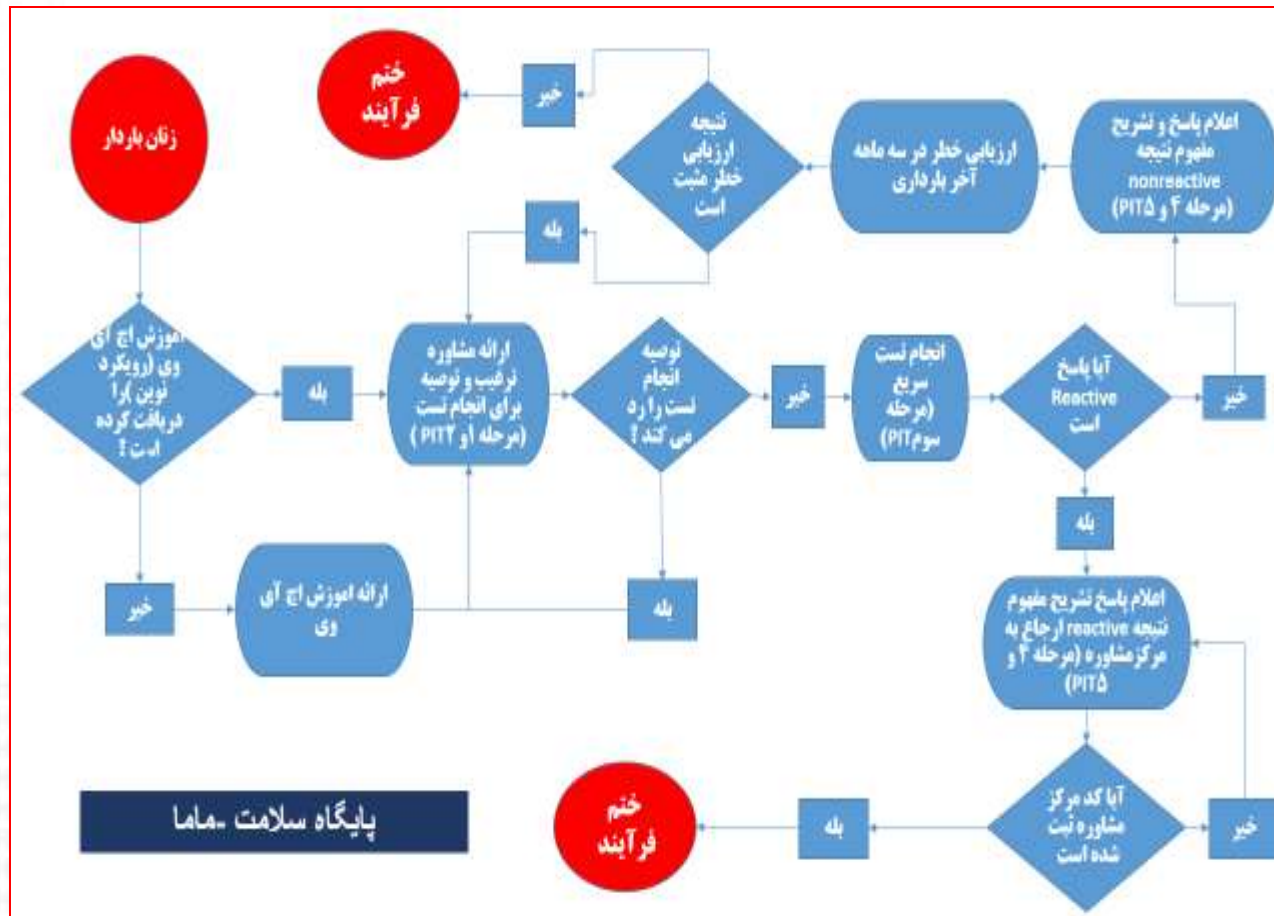 زنان باردار
ختم
فرآیند
خیر
نتیجه
ارزیابی
خطر مثبت
است
ارزیابی خطر در سه ماهه
آخر بارداری
اعلام پاسخ و تشریح
مفهوم نتیجه
nonreactive
(مرحله ۴ و PIT۵)
بله
اموزش اچ آی
وی (رویکرد
نوین )را
دریافت کرده
است ؟
بله
ارائه مشاوره
ترغیب و توصیه
برای انجام تست
(مرحله ۱و PIT۲ )
توصیه
انجام
تست را رد
می کند ؟
خیر
انجام تست
سریع
(مرحله
سومPIT)
آیا پاسخ
Reactive
است
خیر
بله
خیر
ارائه اموزش اچ آی
وی
بله
اعلام پاسخ تشریح مفهوم
نتیجه reactive ارجاع به
مرکزمشاوره (مرحله ۴ و
PIT۵)
پایگاه سلامت -ماما
ختم
فرآیند
بله
آیا کد مرکز
مشاوره ثبت
شده است
خیر